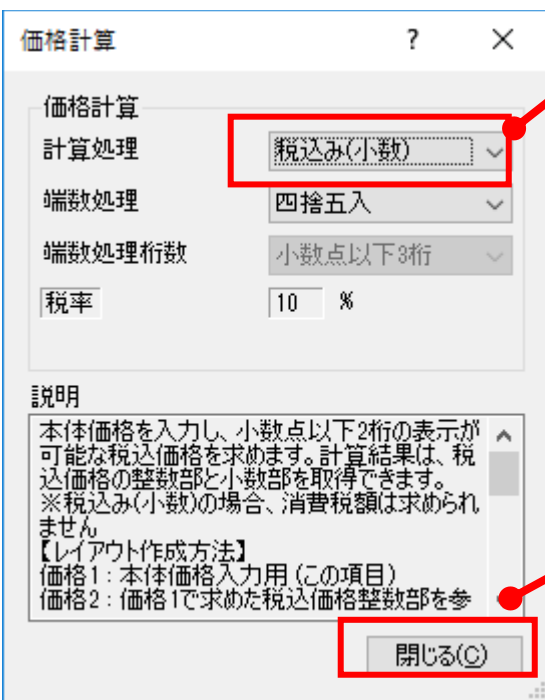 価格計算 ?
価格計算
計算処理 税込み(小数)
端数処理 四捨五入
端数処理桁数 小数点以下3桁
税率 10 %
説明
本体価格を入力し、小数点以下2桁の表示が
可能な税込価格を求めます。計算結果は、税
込価格の整数部と小数部を取得できます。
※税込み(小数)の場合、消費税額は求められ
ません
【レイアウト作成方法】
価格1:本体価格入力用(この項目)
価格2:価格1で求めた税込価格整数部を参
閉じる(C)